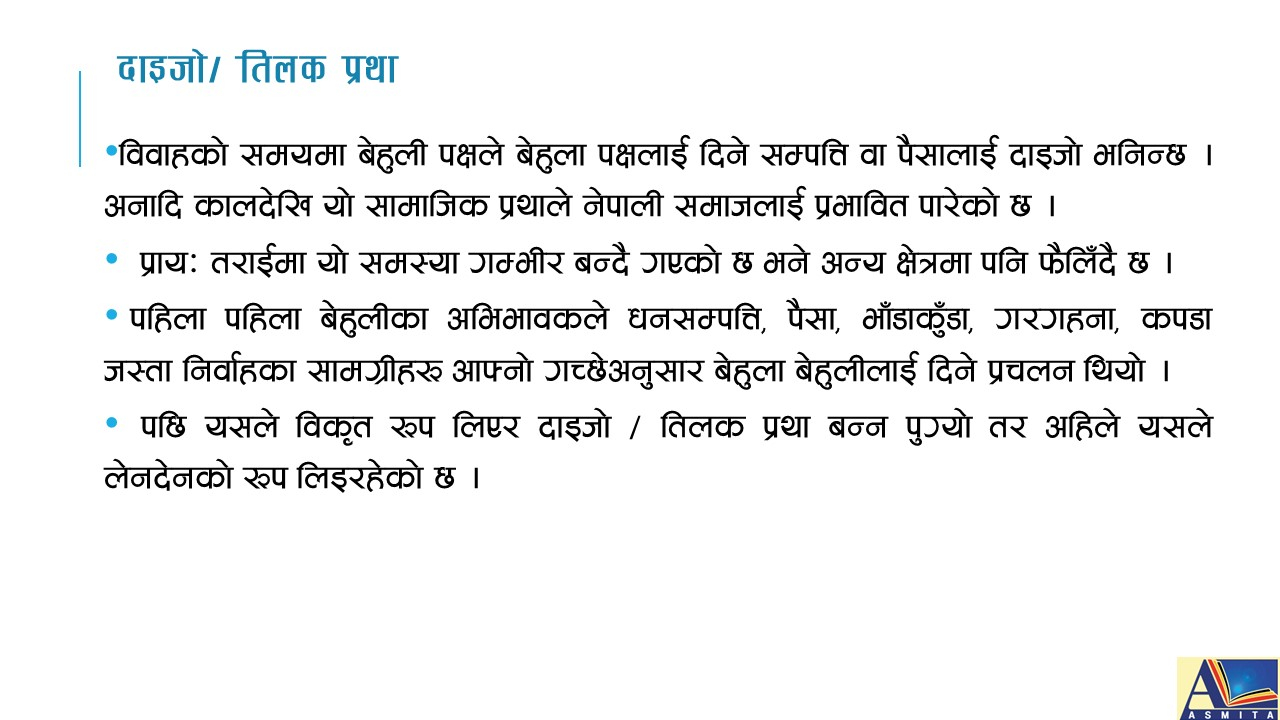 दाइजो/ तिलक प्रथा
•विवाहको समयमा बेहुली पक्षले बेहुला पक्षलाई दिने सम्पत्ति वा पैसालाई दाइजो भनिन्छ ।
अनादि कालदेखि यो सामाजिक प्रथाले नेपाली समाजलाई प्रभावित पारेको छ ।
• प्राय: तराईमा यो समस्या गम्भीर बन्दै गएको छ भने अन्य क्षेत्रमा पनि फैलिँदै छ ।
• पहिला पहिला बेहुलीका अभिभावकले धनसम्पत्ति, पैसा, भाँडाकुँडा, गरगहना, कपडा
जस्ता निर्वाहका सामग्रीहरू आफ्नो गच्छेअनुसार बेहुला बेहुलीलाई दिने प्रचलन थियो ।
• पछि यसले विकृत रूप लिएर दाइजो / तिलक प्रथा बन्न पुग्यो तर अहिले यसले
लेनदेनको रूप लिइरहेको छ ।
ASMITA